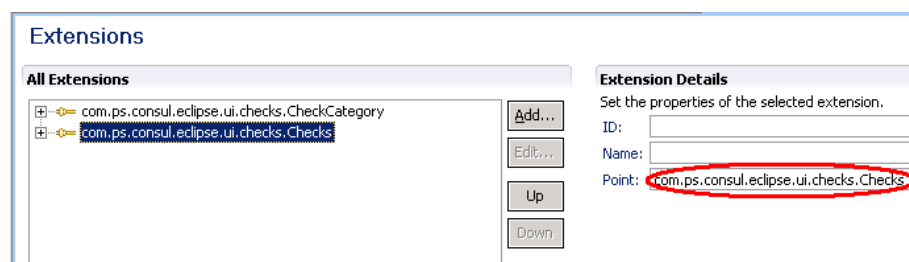 Extensions
All Extensions
com.ps.consul.eclipse.ui.checks.CheckCategory
com.ps.consul.eclipse.ui.checks.Checks
Add...
Edit...
Up
Down
Extension Details
Set the properties of the selected extension.
ID:
Name:
Point: com.ps.consul.eclipse.ui.checks.Checks